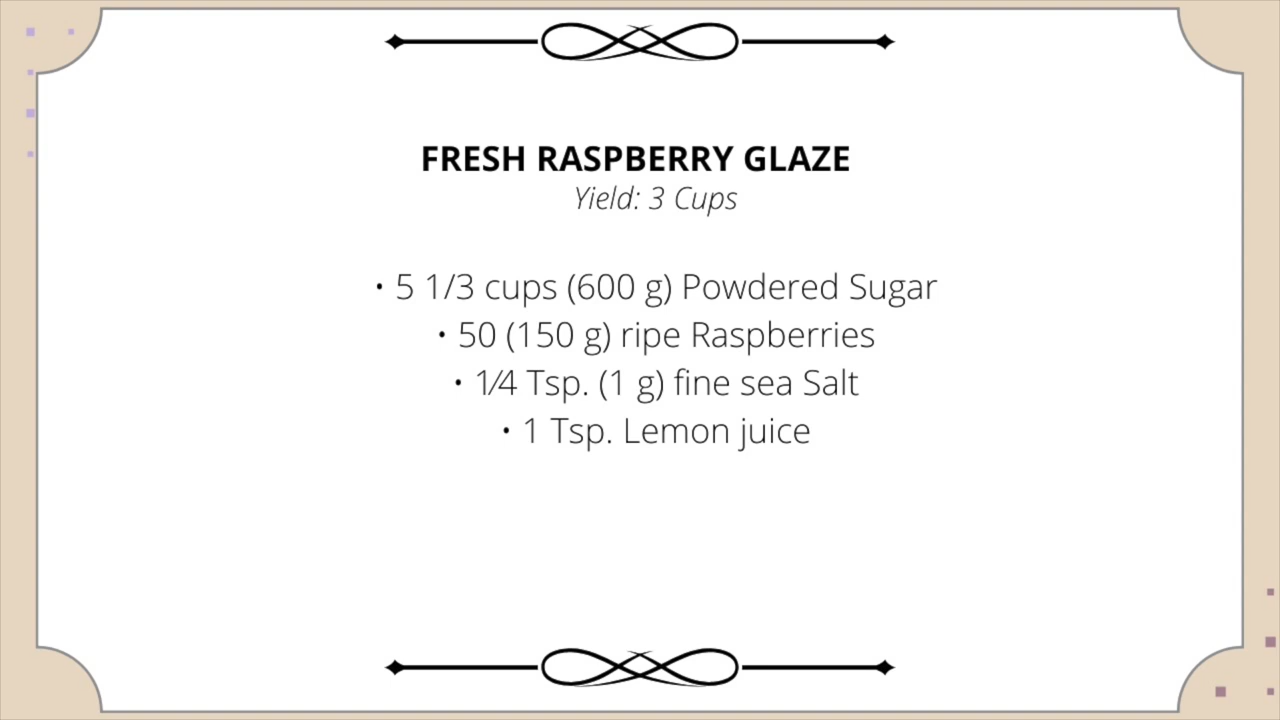 FRESH RASPBERRY GLAZE
Yield: 3 Cups
• 5 1/3 cups (600 g) Powdered Sugar
• 50 (150 g) ripe Raspberries
• 1⁄4 Tsp. (1 g) fine sea Salt
• 1 Tsp. Lemon juice